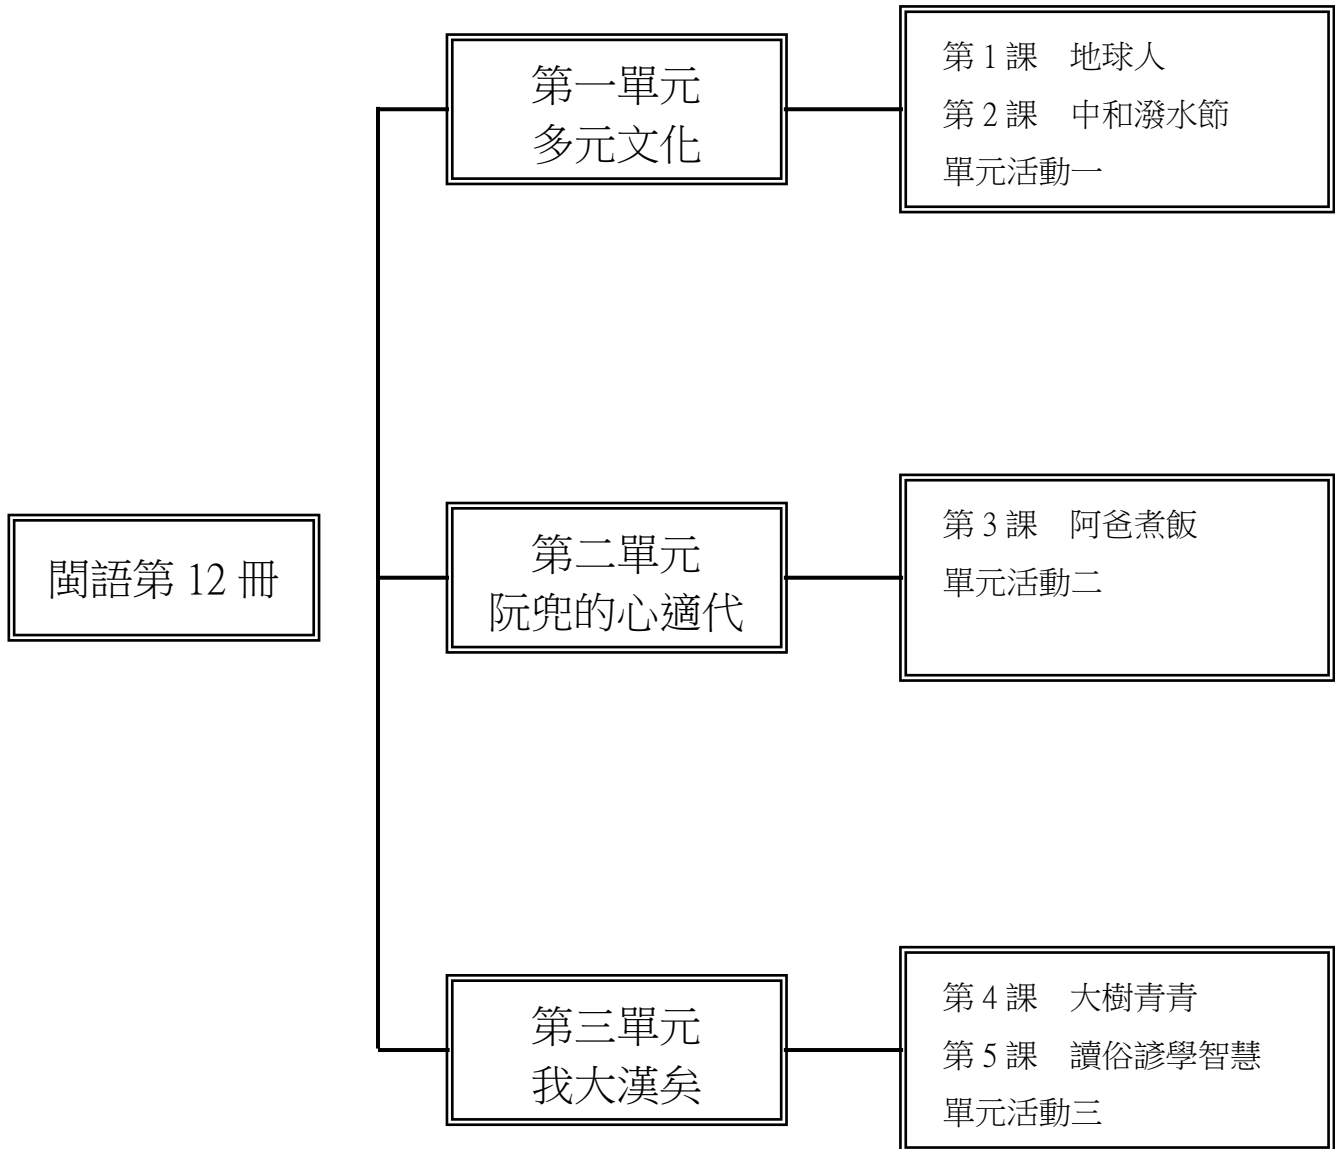 閩語第 12 冊
第一單元
多元文化
第 1 課　地球人
第 2 課　中和潑水節
單元活動一
第二單元
阮兜的心適代
第 3 課　阿爸煮飯
單元活動二
第三單元
我大漢矣
第 4 課　大樹青青
第 5 課　讀俗諺學智慧
單元活動三